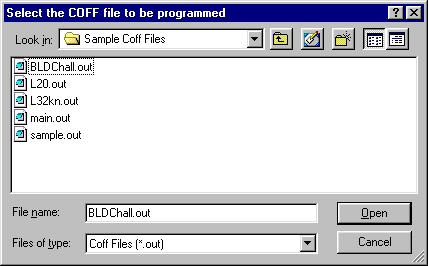 Select the COFF file to be programmed
Look in: Sample Coff Files
BLDChall.out
L20.out
L32kn.out
main.out
sample.out
File name: BLDChall.out Open
Files of type: Coff Files (*.out) Cancel